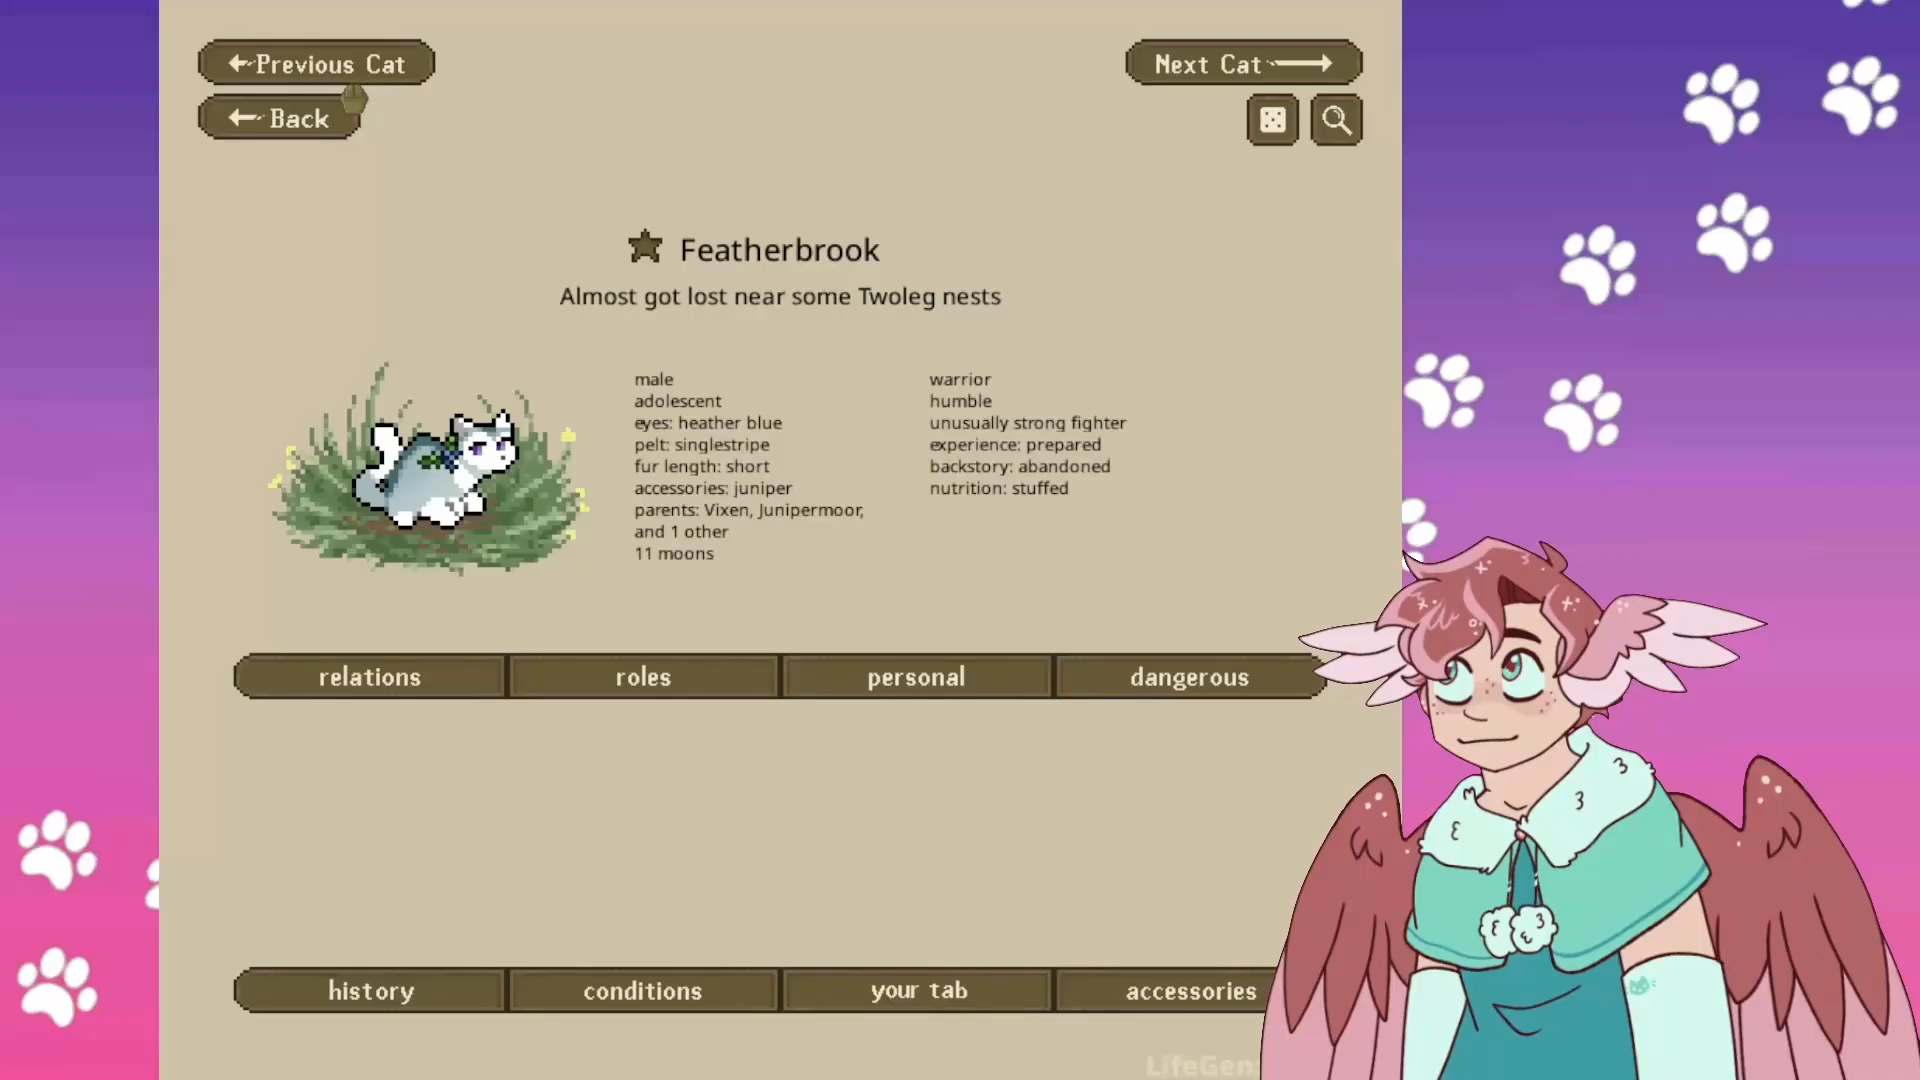 Previous Cat
Next Cat
Back
Featherbrook
Almost got lost near some Twoleg nests
male
adolescent
eyes: heather blue
pelt: singlestripe
fur length: short
accessories: juniper
parents: Vixen, Junipermoor,
and 1 other
11 moons
warrior
humble
unusually strong fighter
experience: prepared
backstory: abandoned
nutrition: stuffed
relations
roles
personal
dangerous
history
conditions
your tab
accessories
LifeGen: